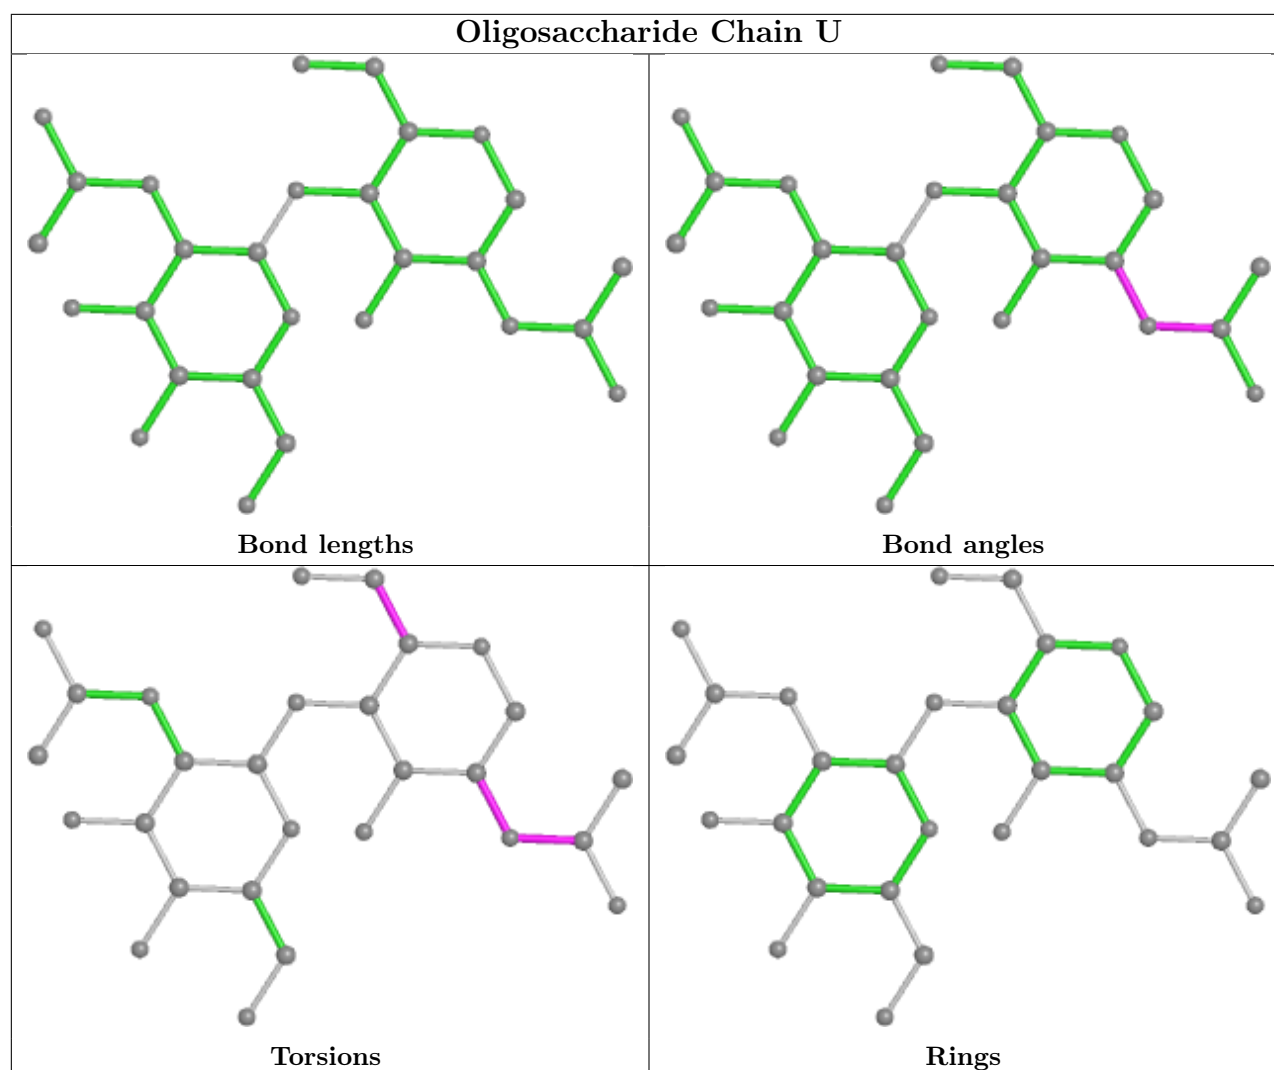 Oligosaccharide Chain U
Bond lengths
Bond angles
Torsions
Rings